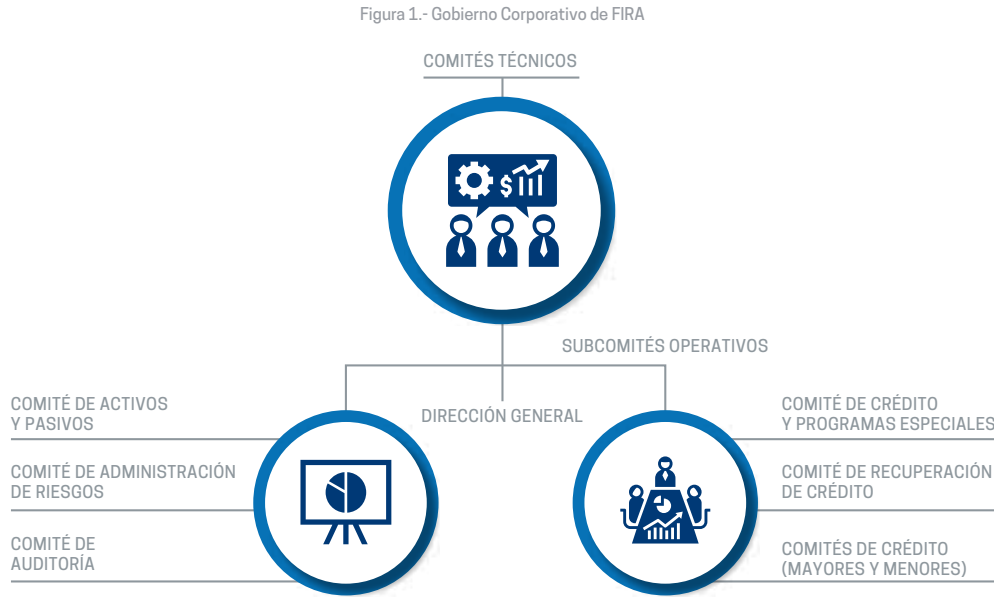 Figura 1.- Gobierno Corporativo de FIRA
COMITÉS TÉCNICOS
$
SUBCOMITÉS OPERATIVOS
DIRECCIÓN GENERAL
COMITÉ DE ACTIVOS
Y PASIVOS
COMITÉ DE ADMINISTRACIÓN
DE RIESGOS
COMITÉ DE
AUDITORÍA
COMITÉ DE CRÉDITO
Y PROGRAMAS ESPECIALES
COMITÉ DE RECUPERACIÓN
DE CRÉDITO
COMITÉS DE CRÉDITO
(MAYORES Y MENORES)